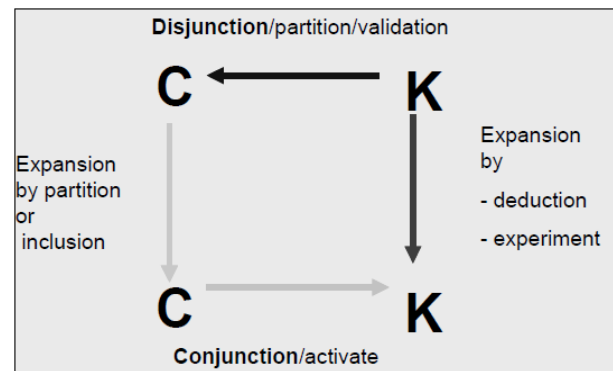 Disjunction/partition/validation
C K
Expansion
by partition
or
inclusion
Expansion
by
- deduction
- experiment
C K
Conjunction/activate